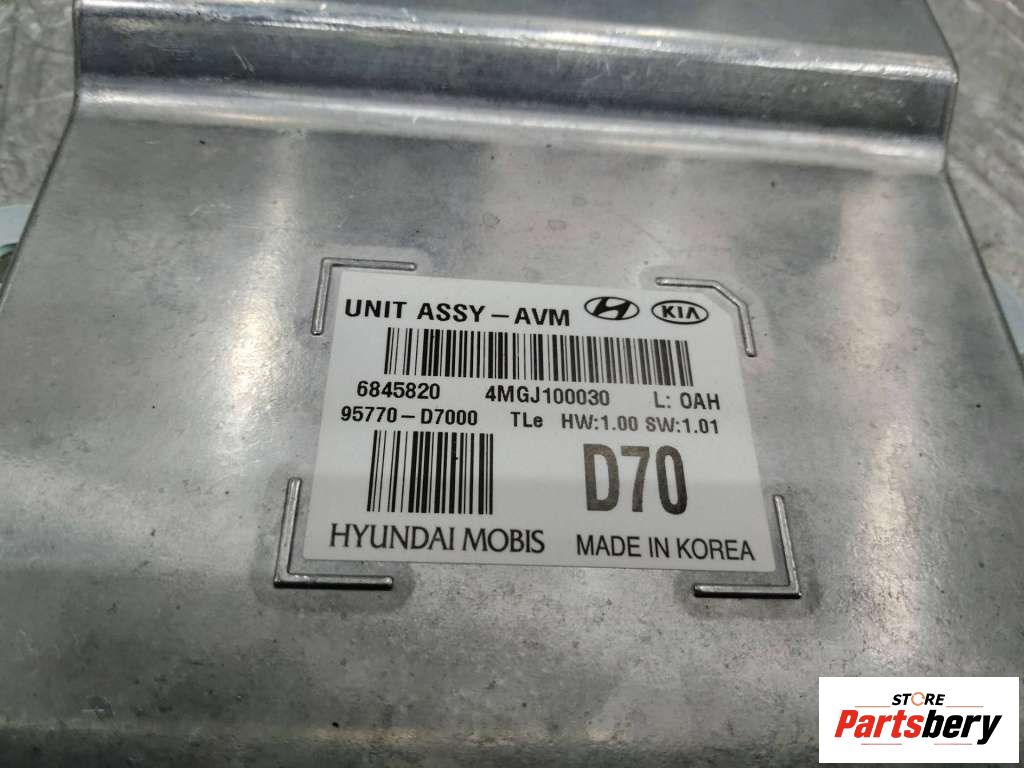 UNIT ASSY-AVM KIA
6845820 4MGJ100030 L: OAH
95770-D7000 TLe HW:1.00 SW:1.01
D70
HYUNDAI MOBIS MADE IN KOREA
STORE
Partsbery